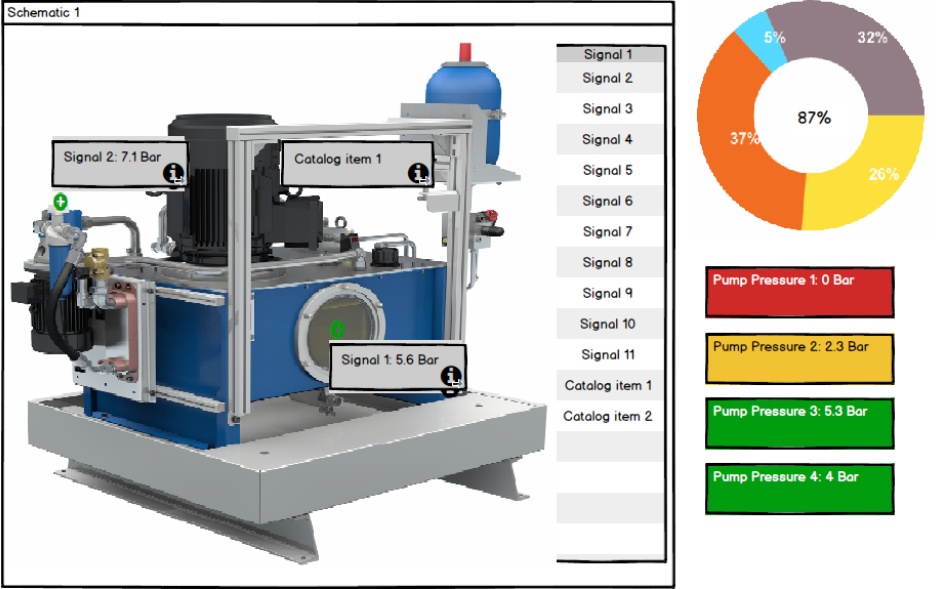 Schematic 1
Signal 2: 7.1 Bar
Catalog item 1
Signal 1: 5.6 Bar
Signal 1
Signal 2
Signal 3
Signal 4
Signal 5
Signal 6
Signal 7
Signal 8
Signal 9
Signal 10
Signal 11
Catalog item 1
Catalog item 2
5%
32%
87%
37%
26%
Pump Pressure 1: 0 Bar
Pump Pressure 2: 2.3 Bar
Pump Pressure 3: 5.3 Bar
Pump Pressure 4: 4 Bar